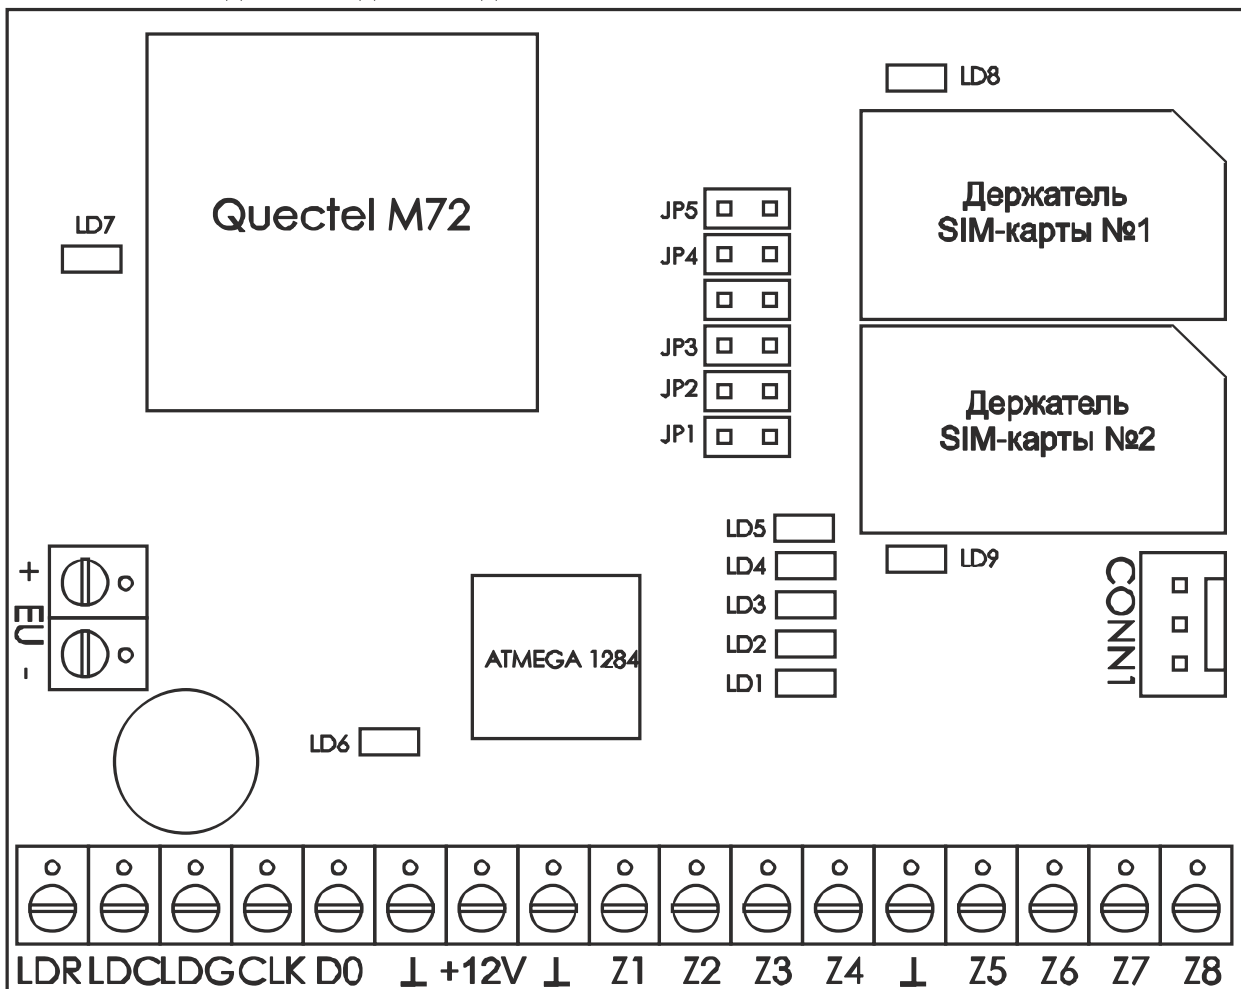 LD8
Держатель
SIM-карты №1
Quectel M72
LD7
JP5
JP4
JP3
JP2
JP1
Держатель
SIM-карты №2
LD5
LD4
LD3
LD2
LD1
LD9
CONN1
+ EU -
ATMEGA 1284
LD6
LDR LDC LDG CLK D0 ⊥ +12V ⊥ Z1 Z2 Z3 Z4 ⊥ Z5 Z6 Z7 Z8